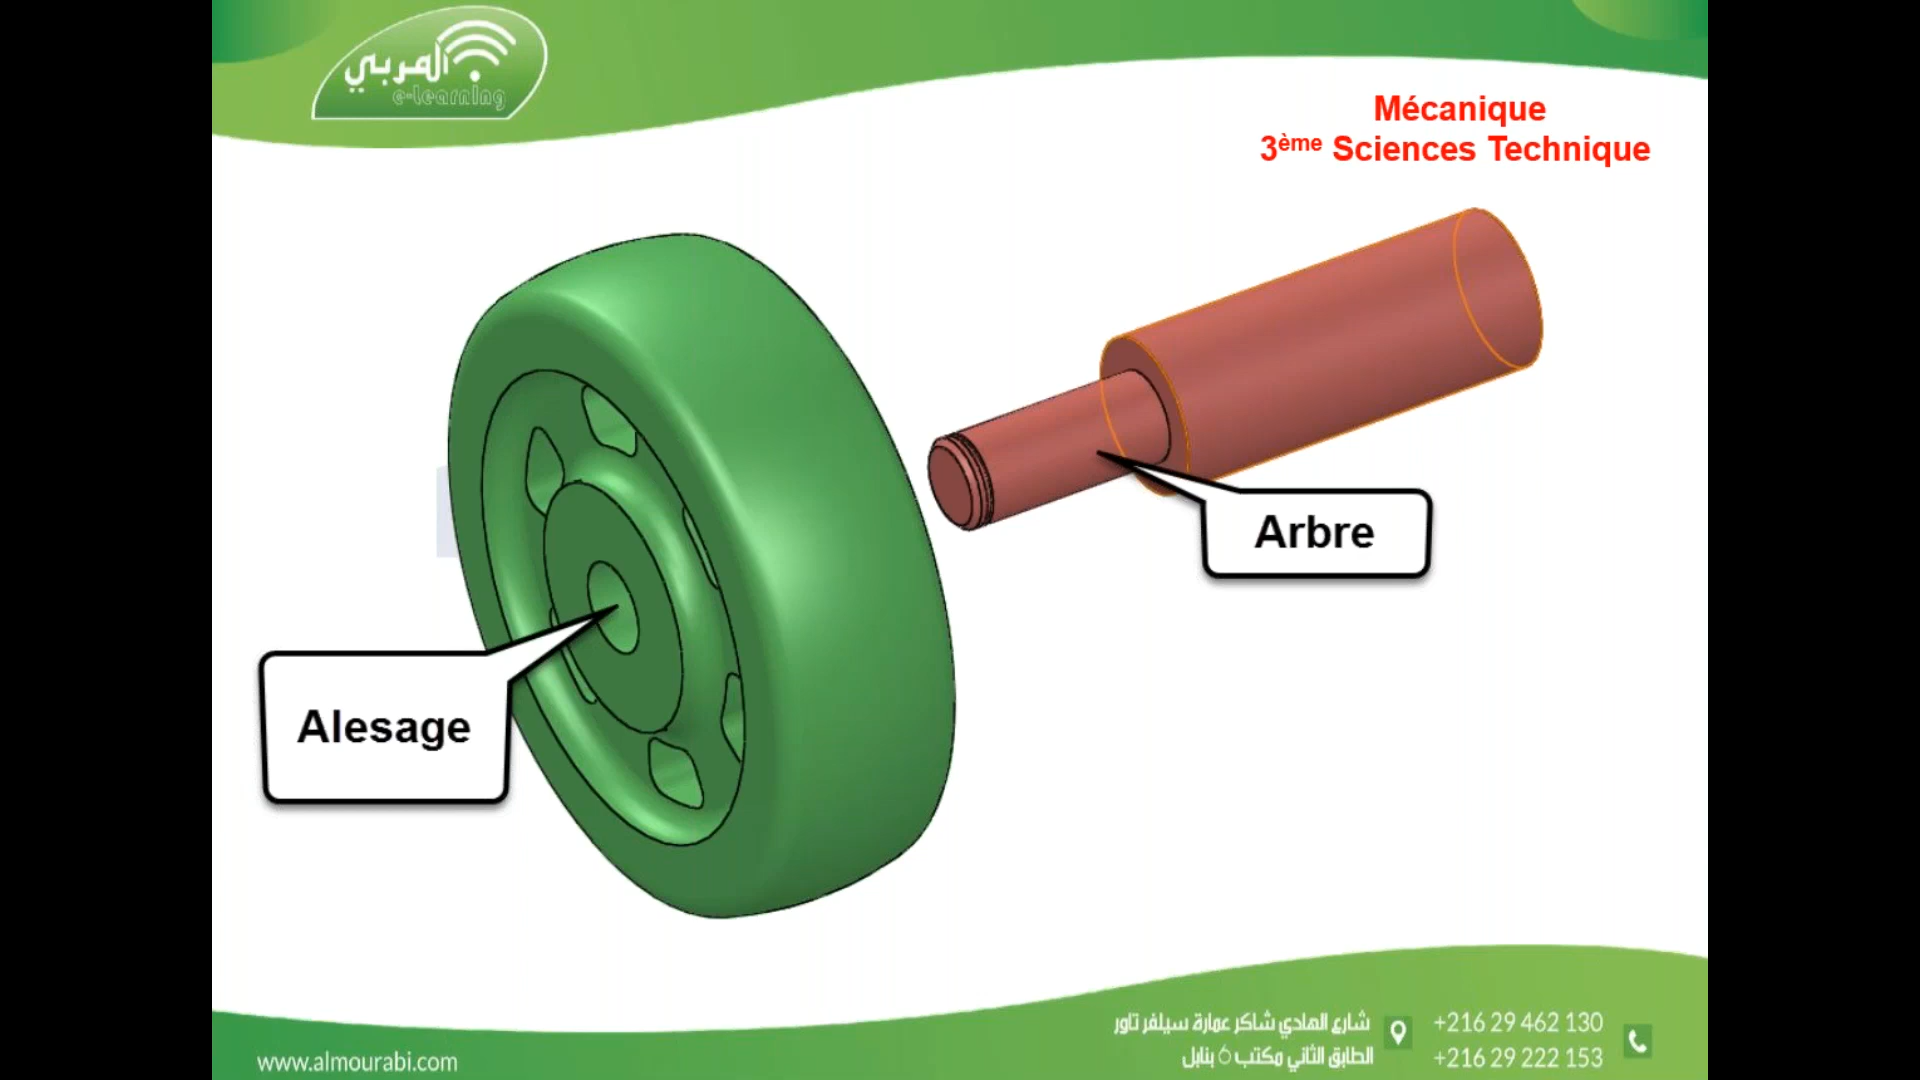 المربي
e-learning
Mécanique
3ème Sciences Technique
Arbre
Alesage
شارع الهادي شاكر عمارة سيلفر تاور
الطابق الثاني مكتب 6 بنابل
+216 29 462 130
+216 29 222 153
www.almourabi.com